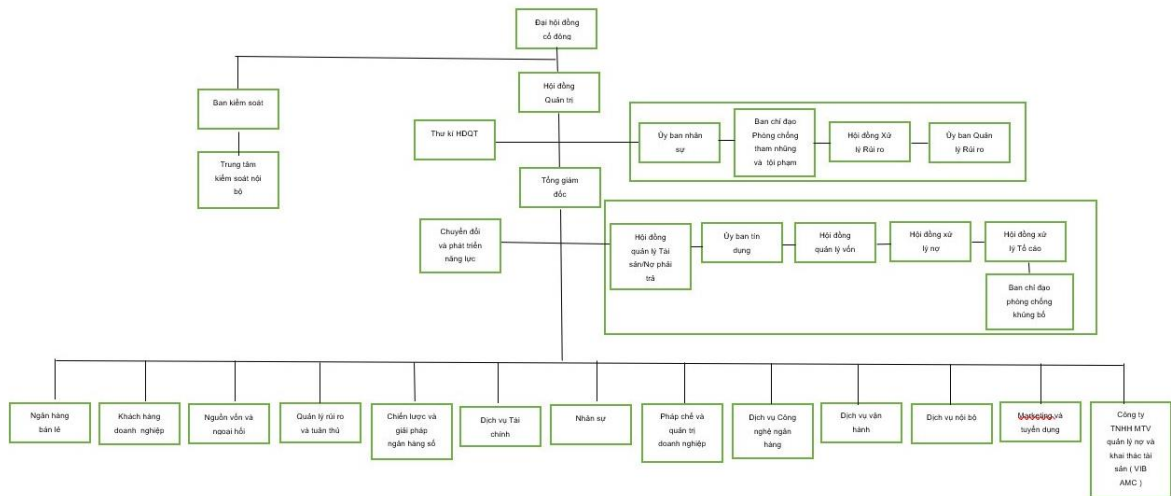 Đại hội đồng
cổ đông
Hội đồng
Quản trị
Ban kiểm soát
Trung tâm
kiểm soát nội
bộ
Thư kí HĐQT
Ủy ban nhân
sự
Ban chỉ đạo
Phòng chống
tham nhũng
và tội phạm
Hội đồng Xử
lý Rủi ro
Ủy ban Quản
lý Rủi ro
Tổng giám
đốc
Chuyển đổi
và phát triển
năng lực
Hội đồng
quản lý Tài
sản/Nợ phải
trả
Ủy ban tín
dụng
Hội đồng
quản lý vốn
Hội đồng xử
lý nợ
Hội đồng xử
lý Tố cáo
Ban chỉ đạo
phòng chống
khủng bố
Ngân hàng
bán lẻ
Khách hàng
doanh nghiệp
Nguồn vốn và
ngoại hối
Quản lý rủi ro
và tuân thủ
Chiến lược và
giải pháp
ngân hàng số
Dịch vụ Tài
chính
Nhân sự
Pháp chế và
quản trị
doanh nghiệp
Dịch vụ Công
nghệ ngân
hàng
Dịch vụ vận
hành
Dịch vụ nội bộ
Marketing và
tuyển dụng
Công ty
TNHH MTV
quản lý nợ và
khai thác tài
sản ( VIB
AMC )